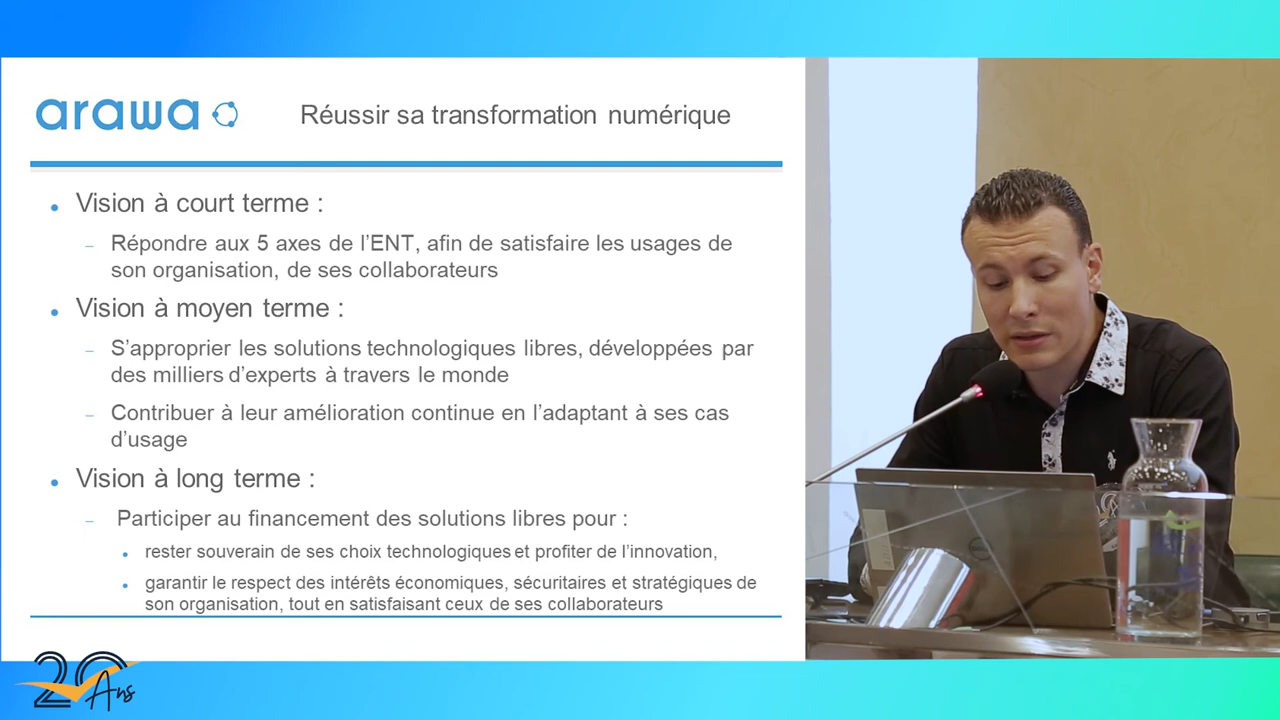 arawa
Réussir sa transformation numérique
Vision à court terme :
Répondre aux 5 axes de l’ENT, afin de satisfaire les usages de
son organisation, de ses collaborateurs
Vision à moyen terme :
S’approprier les solutions technologiques libres, développées par
des milliers d’experts à travers le monde
Contribuer à leur amélioration continue en l’adaptant à ses cas
d’usage
Vision à long terme :
Participer au financement des solutions libres pour :
rester souverain de ses choix technologiques et profiter de l’innovation,
garantir le respect des intérêts économiques, sécuritaires et stratégiques de
son organisation, tout en satisfaisant ceux de ses collaborateurs
20
Ans